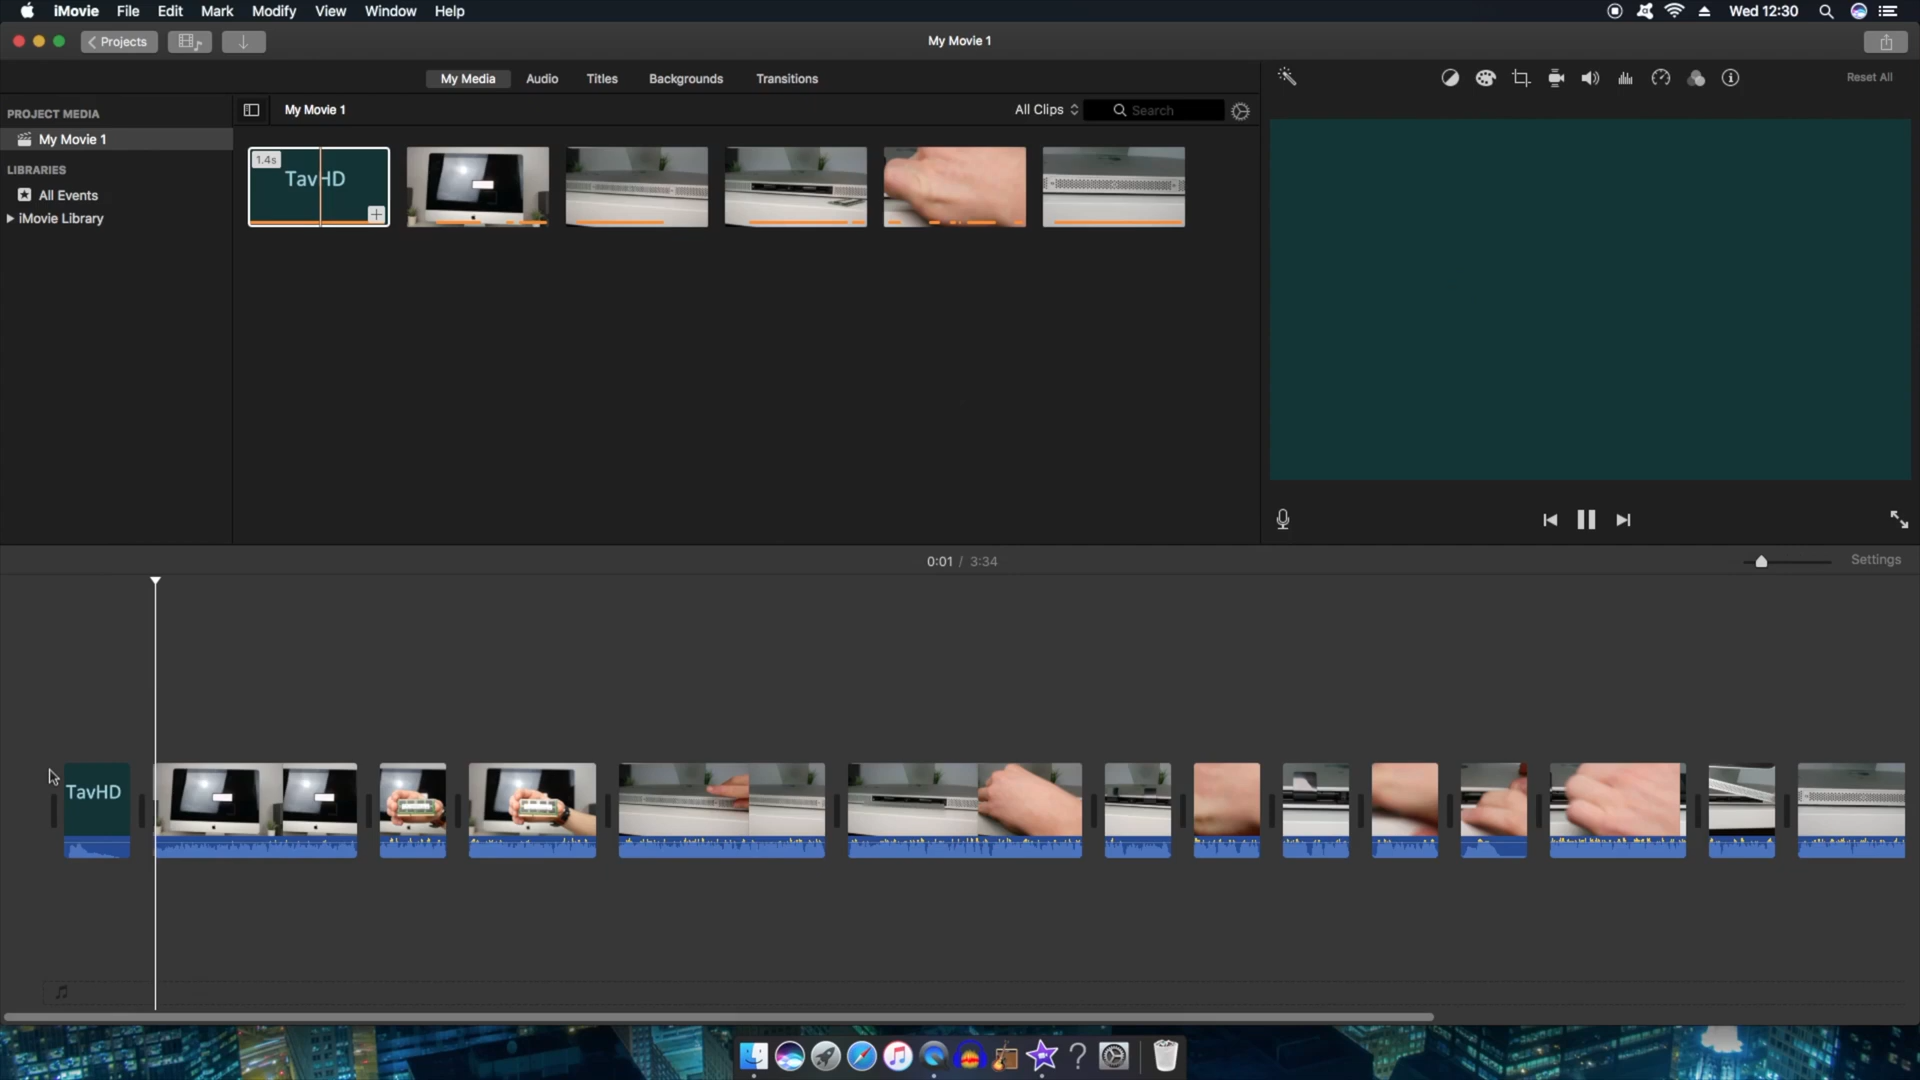 iMovie File Edit Mark Modify View Window Help Wed 12:30
Projects My Movie 1
My Media Audio Titles Backgrounds Transitions Reset All
PROJECT MEDIA My Movie 1 All Clips Search
My Movie 1
LIBRARIES
All Events
iMovie Library
1.4s
TavHD
0:01 / 3:34 Settings
TavHD